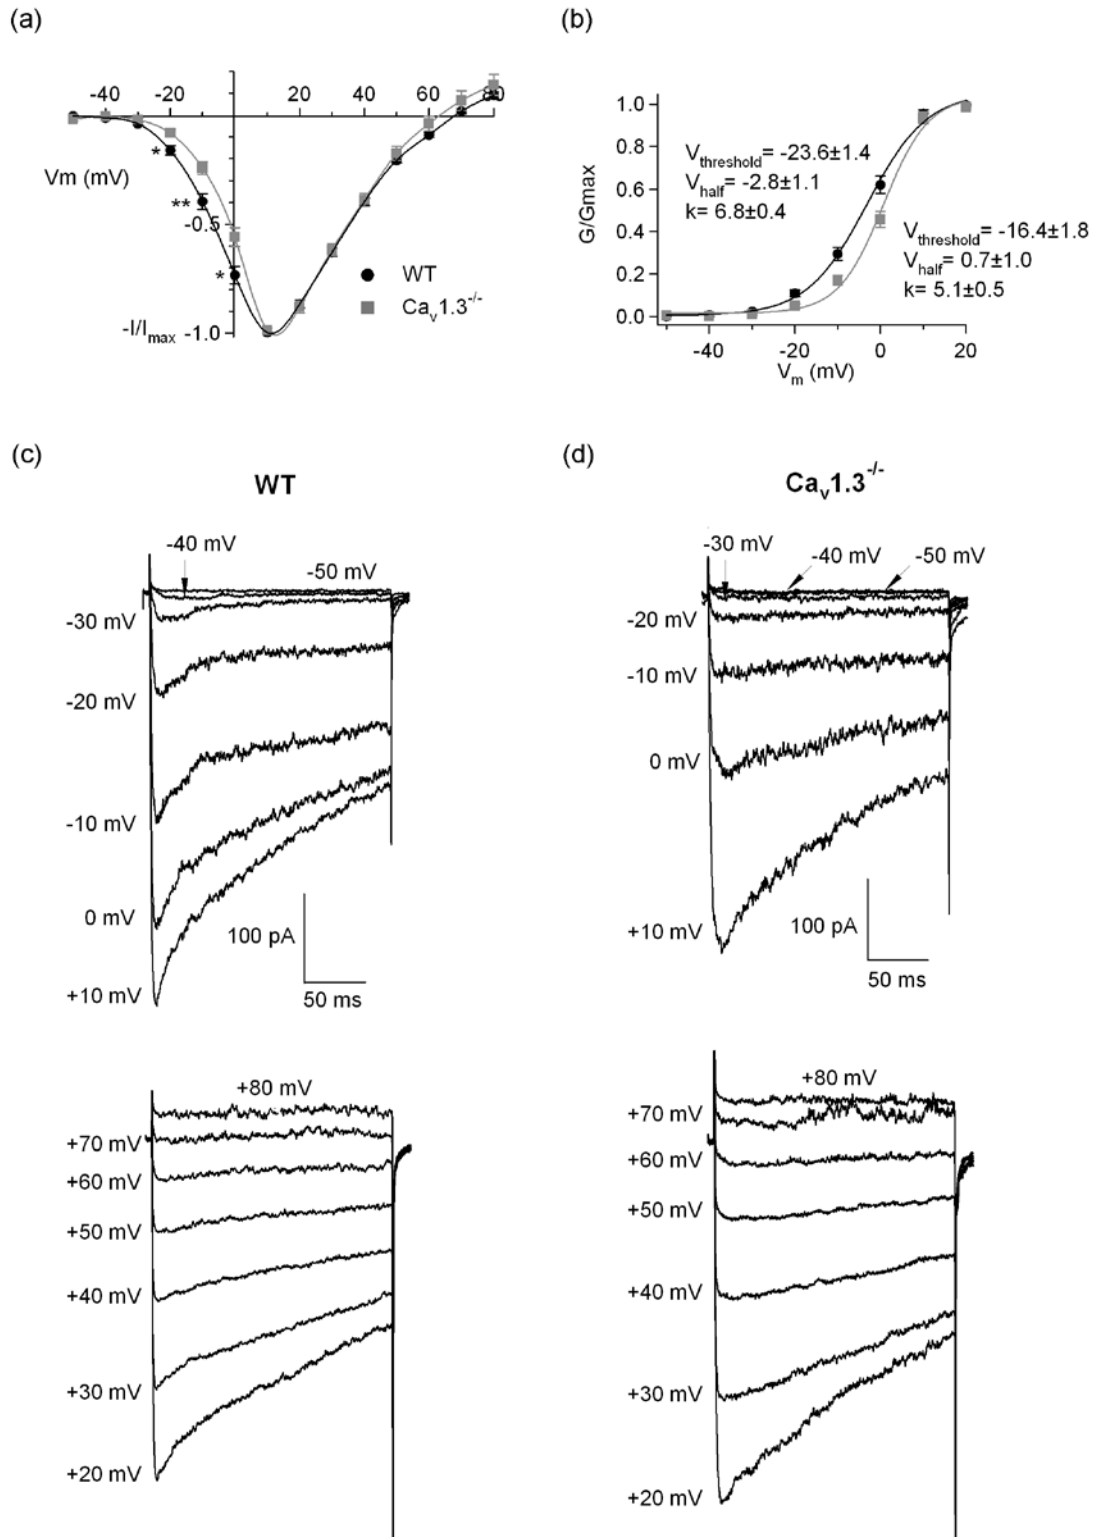 (a)
-40 -20 20 40 60 80
Vm (mV)
*
**
*
-0.5
-1.0
-I/Imax
WT
Cav1.3-/-
(b)
1.0
0.8
0.6
0.4
0.2
0.0
G/Gmax
-40 -20 0 20
Vm (mV)
Vthreshold= -23.6±1.4
Vhalf= -2.8±1.1
k= 6.8±0.4
Vthreshold= -16.4±1.8
Vhalf= 0.7±1.0
k= 5.1±0.5
(c)
WT
-40 mV
-50 mV
-30 mV
-20 mV
-10 mV
0 mV
+10 mV
100 pA
50 ms
+80 mV
+70 mV
+60 mV
+50 mV
+40 mV
+30 mV
+20 mV
(d)
Cav1.3-/-
-30 mV
-40 mV
-50 mV
-20 mV
-10 mV
0 mV
+10 mV
100 pA
50 ms
+80 mV
+70 mV
+60 mV
+50 mV
+40 mV
+30 mV
+20 mV